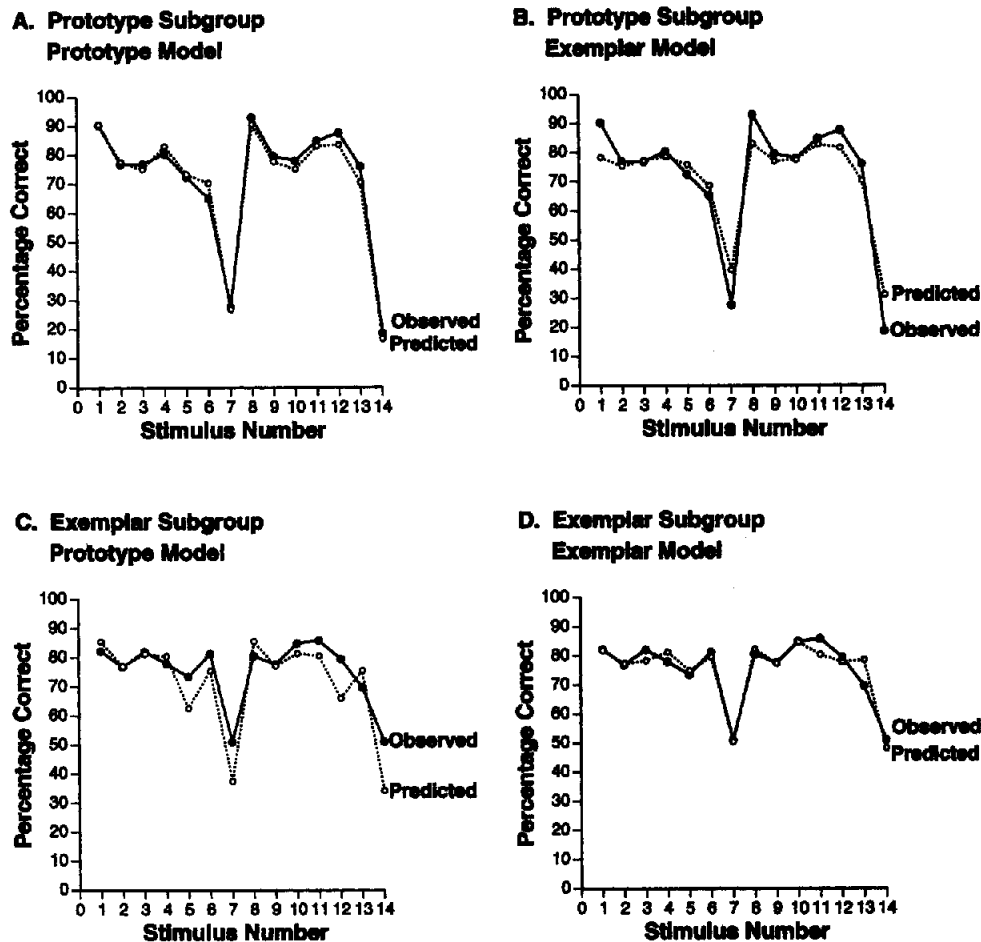 A. Prototype Subgroup
Prototype Model
Percentage Correct
100
90
80
70
60
50
40
30
20
10
0
Observed
Predicted
0 1 2 3 4 5 6 7 8 9 10 11 12 13 14
Stimulus Number
B. Prototype Subgroup
Exemplar Model
Percentage Correct
100
90
80
70
60
50
40
30
20
10
0
Predicted
Observed
0 1 2 3 4 5 6 7 8 9 10 11 12 13 14
Stimulus Number
C. Exemplar Subgroup
Prototype Model
Percentage Correct
100
90
80
70
60
50
40
30
20
10
0
Observed
Predicted
0 1 2 3 4 5 6 7 8 9 10 11 12 13 14
Stimulus Number
D. Exemplar Subgroup
Exemplar Model
Percentage Correct
100
90
80
70
60
50
40
30
20
10
0
Observed
Predicted
0 1 2 3 4 5 6 7 8 9 10 11 12 13 14
Stimulus Number